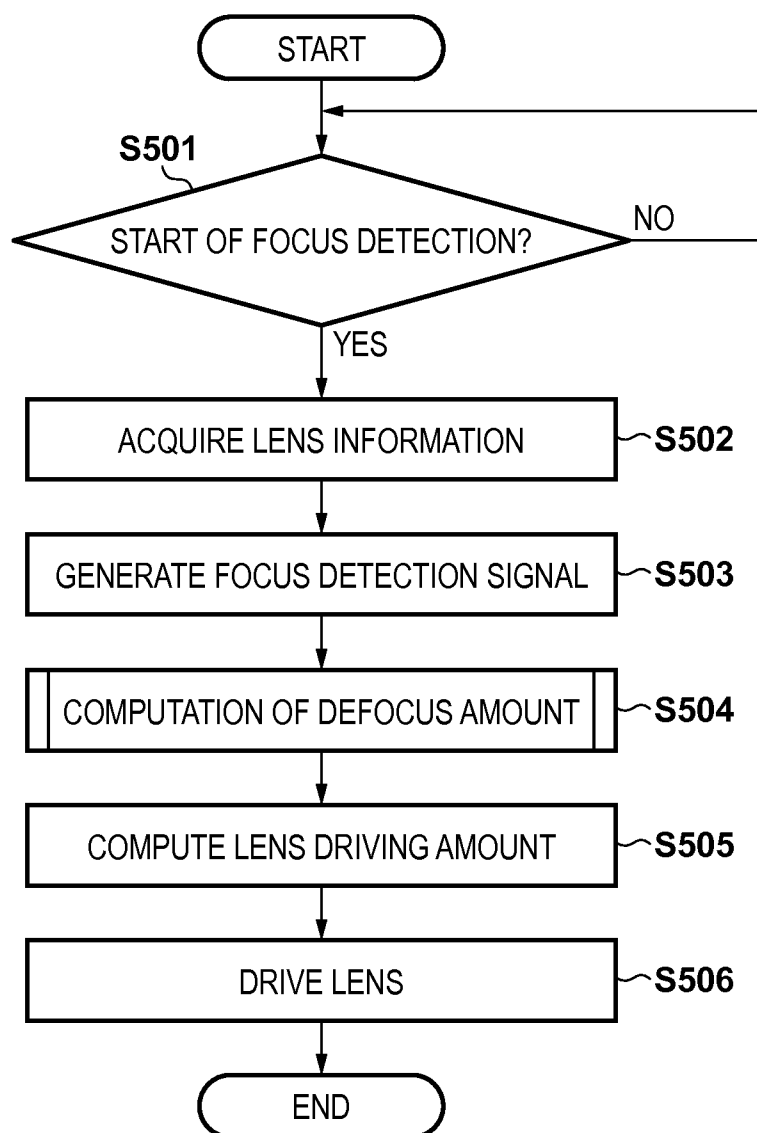 START
S501
START OF FOCUS DETECTION?
NO
YES
ACQUIRE LENS INFORMATION
S502
GENERATE FOCUS DETECTION SIGNAL
S503
COMPUTATION OF DEFOCUS AMOUNT
S504
COMPUTE LENS DRIVING AMOUNT
S505
DRIVE LENS
S506
END